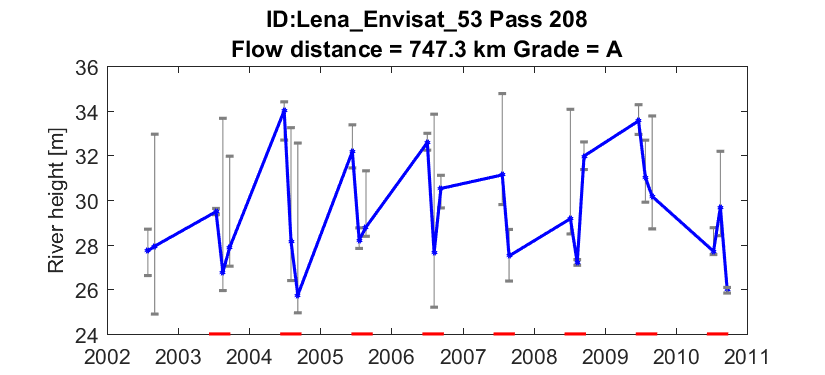 ID:Lena_Envisat_53 Pass 208
Flow distance = 747.3 km Grade = A
River height [m]
36
34
32
30
28
26
24
2002 2003 2004 2005 2006 2007 2008 2009 2010 2011